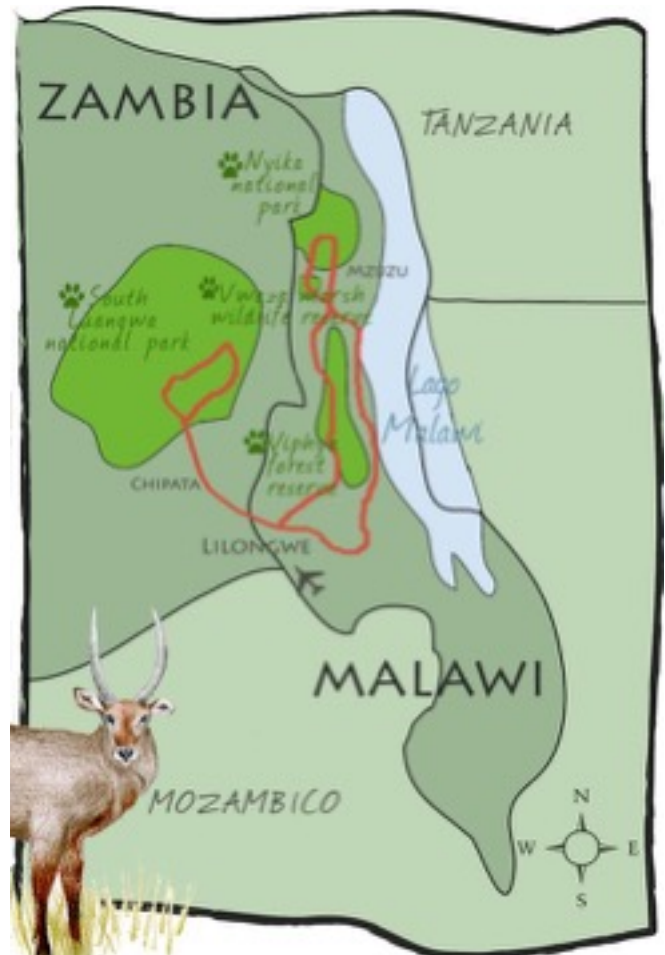 ZAMBIA
TANZANIA
Nyika
national
park
MZUZU
South
Luangwa
national park
Vwaza Marsh
wildlife reserve
Lago
Malawi
Viphya
forest
reserve
CHIPATA
LILONGWE
MALAWI
MOZAMBICO
N
W
E
S